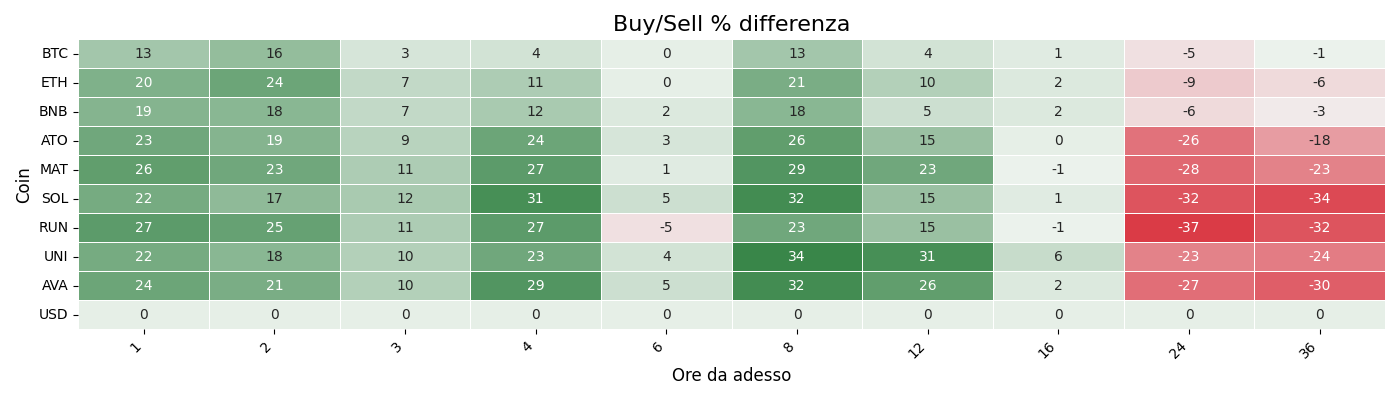 Buy/Sell % differenza
Coin
BTC 13 16 3 4 0 13 4 1 -5 -1
ETH 20 24 7 11 0 21 10 2 -9 -6
BNB 19 18 7 12 2 18 5 2 -6 -3
ATO 23 19 9 24 3 26 15 0 -26 -18
MAT 26 23 11 27 1 29 23 -1 -28 -23
SOL 22 17 12 31 5 32 15 1 -32 -34
RUN 27 25 11 27 -5 23 15 -1 -37 -32
UNI 22 18 10 23 4 34 31 6 -23 -24
AVA 24 21 10 29 5 32 26 2 -27 -30
USD 0 0 0 0 0 0 0 0 0 0
1 2 3 4 6 8 12 16 24 36
Ore da adesso